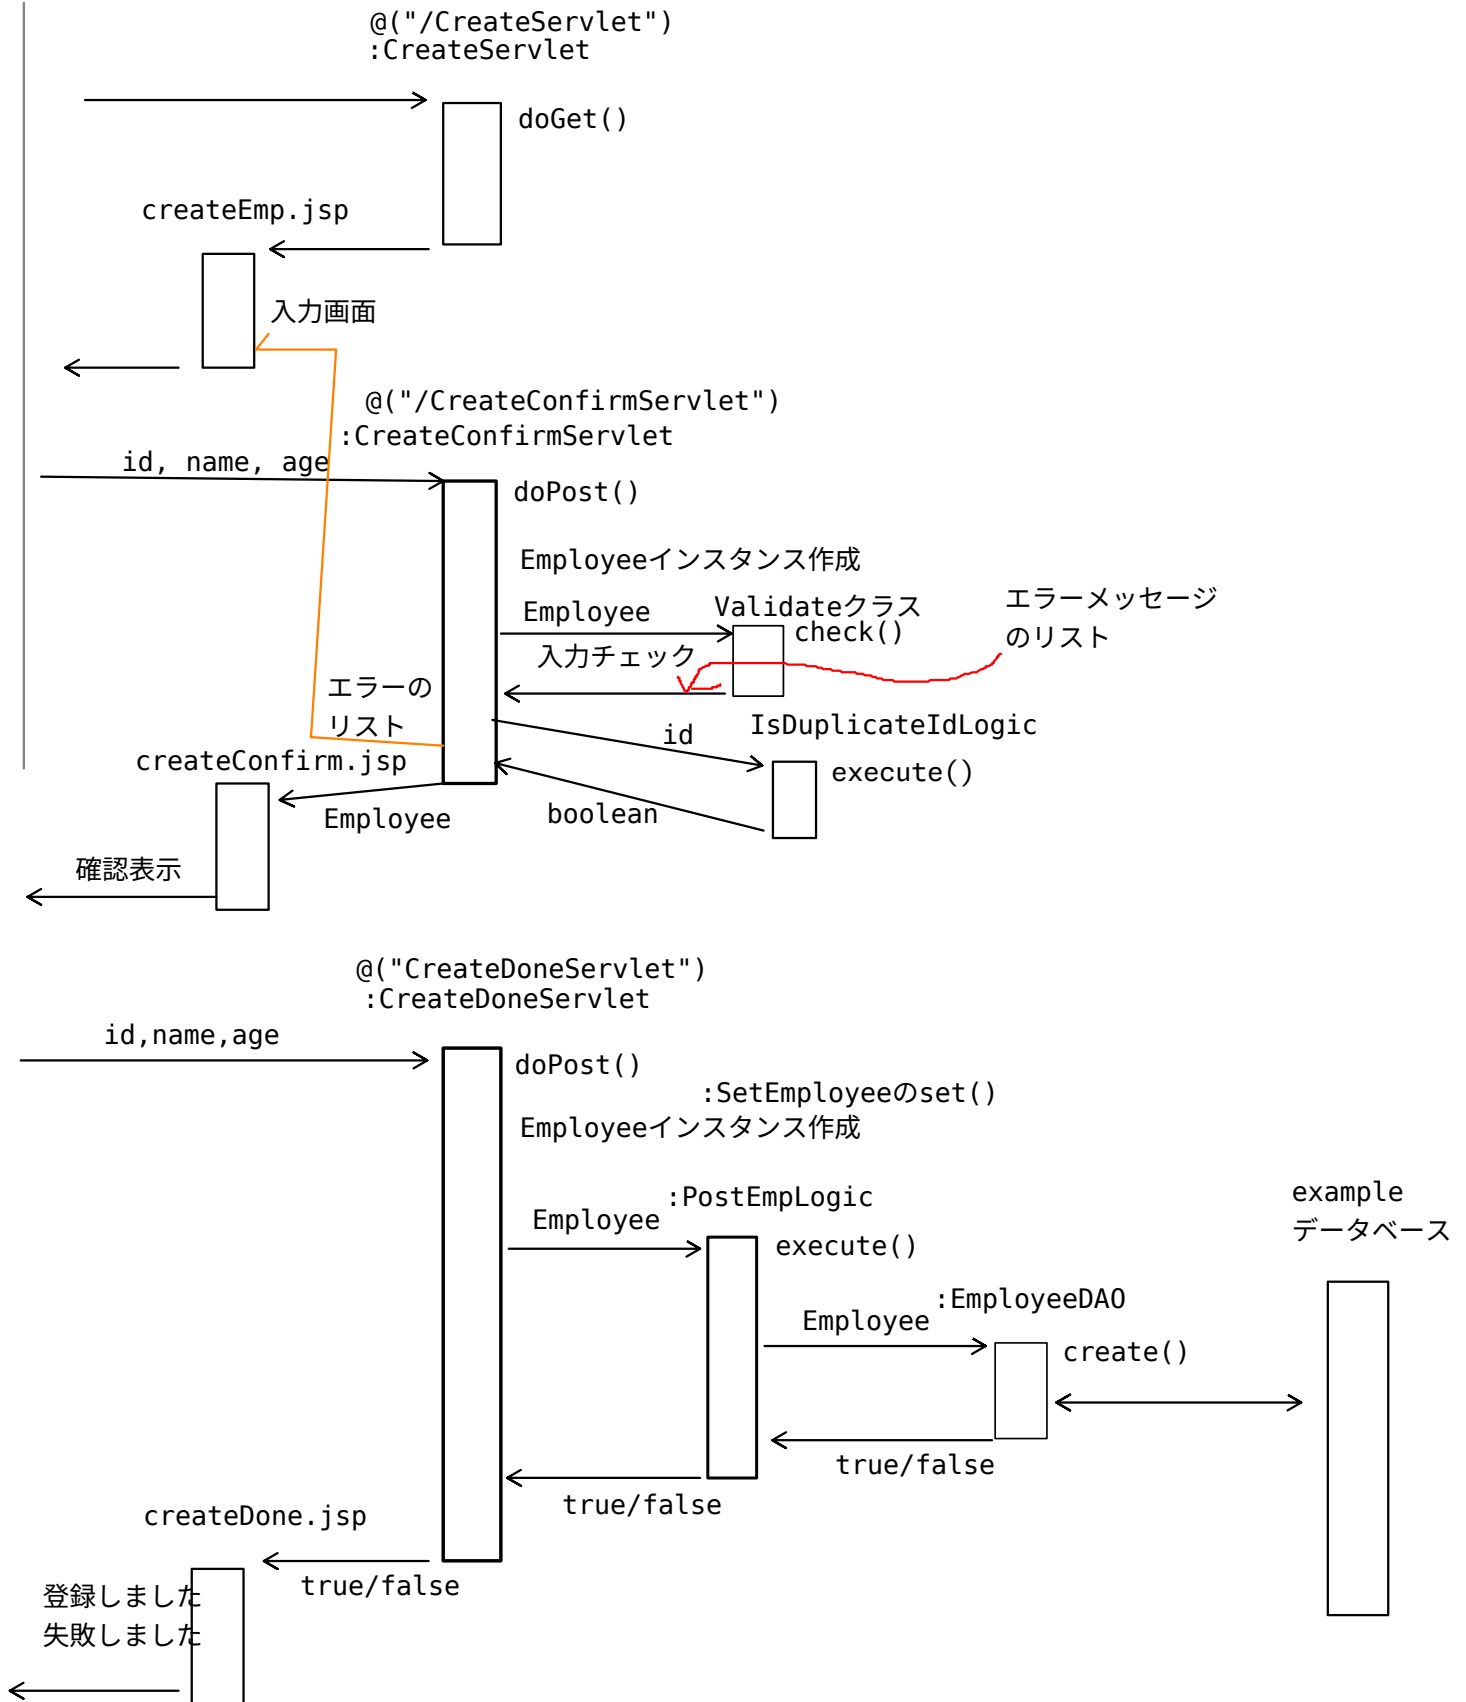 @("/CreateServlet")
:CreateServlet
doGet()
createEmp.jsp
入力画面
@("/CreateConfirmServlet")
:CreateConfirmServlet
id, name, age
doPost()
Employeeインスタンス作成
Employee
Validateクラス
check()
エラーメッセージ
のリスト
入力チェック
エラーの
リスト
id
IsDuplicateIdLogic
createConfirm.jsp
execute()
Employee
boolean
確認表示
@("CreateDoneServlet")
:CreateDoneServlet
id,name,age
doPost()
:SetEmployeeのset()
Employeeインスタンス作成
:PostEmpLogic
Employee
execute()
example
データベース
:EmployeeDAO
Employee
create()
true/false
true/false
createDone.jsp
true/false
登録しました
失敗しました